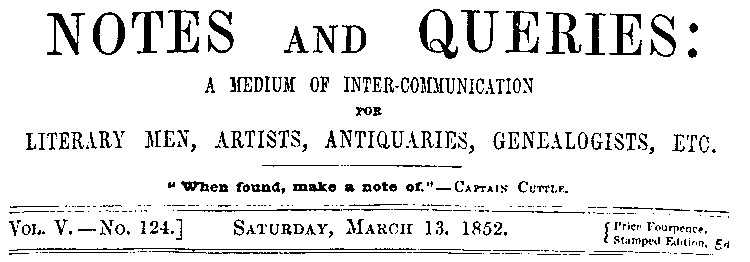 NOTES AND QUERIES:
A MEDIUM OF INTER-COMMUNICATION
FOR
LITERARY MEN, ARTISTS, ANTIQUARIES, GENEALOGISTS, ETC.
"When found, make a note of."—CAPTAIN CUTTLE.
VOL. V.—No. 124.] SATURDAY, MARCH 13. 1852. { Price Fourpence.
Stamped Edition, 5d